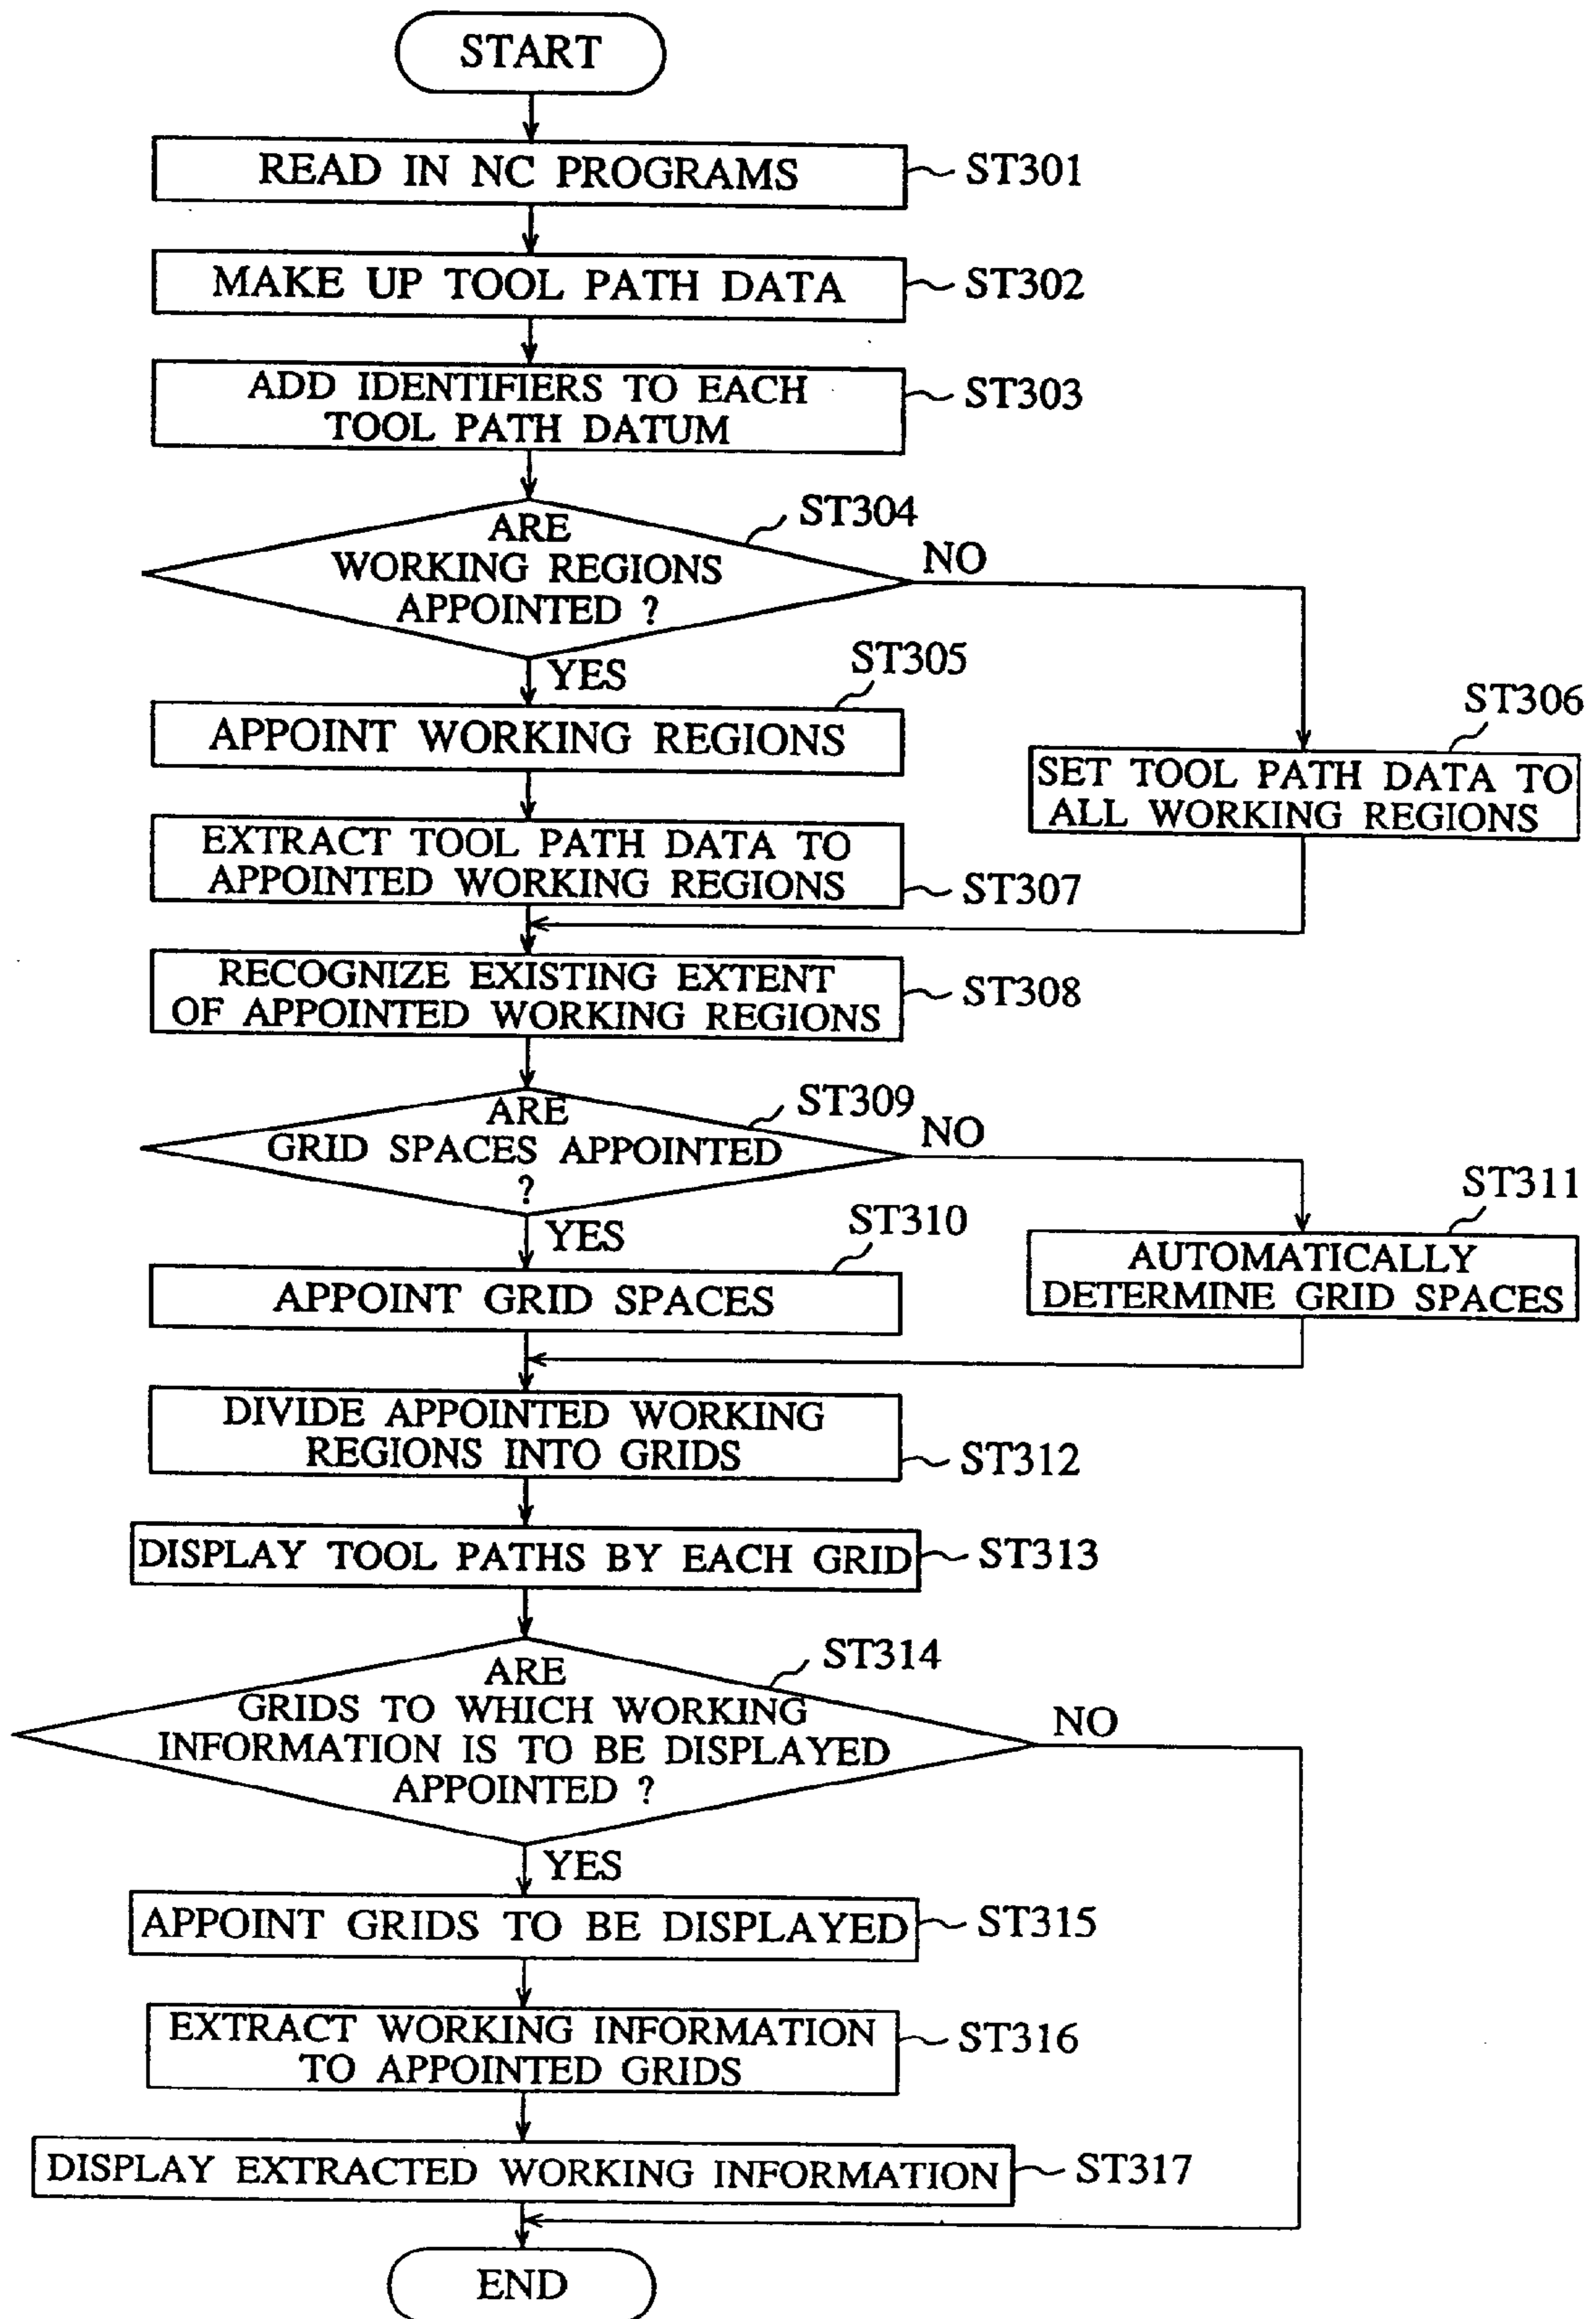 START
READ IN NC PROGRAMS
ST301
MAKE UP TOOL PATH DATA
ST302
ADD IDENTIFIERS TO EACH
TOOL PATH DATUM
ST303
ARE
WORKING REGIONS
APPOINTED ?
ST304
NO
YES
ST305
APPOINT WORKING REGIONS
ST306
SET TOOL PATH DATA TO
ALL WORKING REGIONS
EXTRACT TOOL PATH DATA TO
APPOINTED WORKING REGIONS
ST307
RECOGNIZE EXISTING EXTENT
OF APPOINTED WORKING REGIONS
ST308
ARE
GRID SPACES APPOINTED
?
ST309
NO
YES
ST310
APPOINT GRID SPACES
ST311
AUTOMATICALLY
DETERMINE GRID SPACES
DIVIDE APPOINTED WORKING
REGIONS INTO GRIDS
ST312
DISPLAY TOOL PATHS BY EACH GRID
ST313
ARE
GRIDS TO WHICH WORKING
INFORMATION IS TO BE DISPLAYED
APPOINTED ?
ST314
NO
YES
APPOINT GRIDS TO BE DISPLAYED
ST315
EXTRACT WORKING INFORMATION
TO APPOINTED GRIDS
ST316
DISPLAY EXTRACTED WORKING INFORMATION
ST317
END